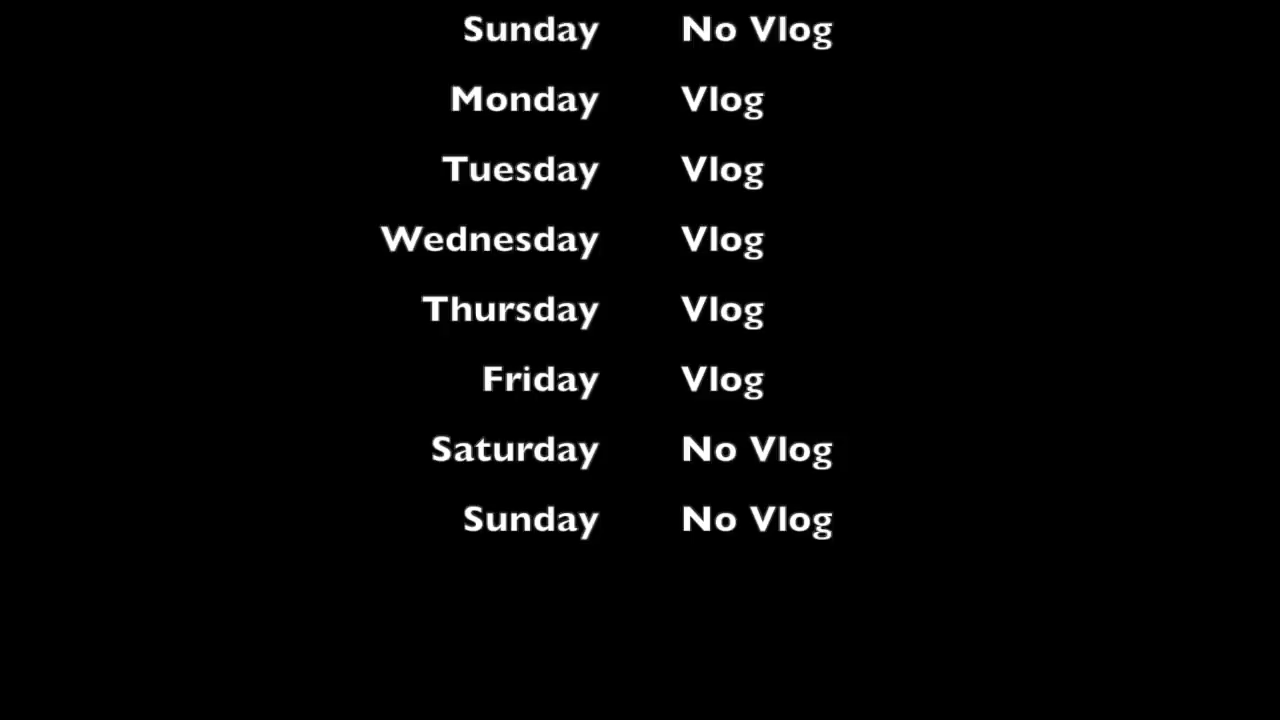 Sunday No Vlog
Monday Vlog
Tuesday Vlog
Wednesday Vlog
Thursday Vlog
Friday Vlog
Saturday No Vlog
Sunday No Vlog